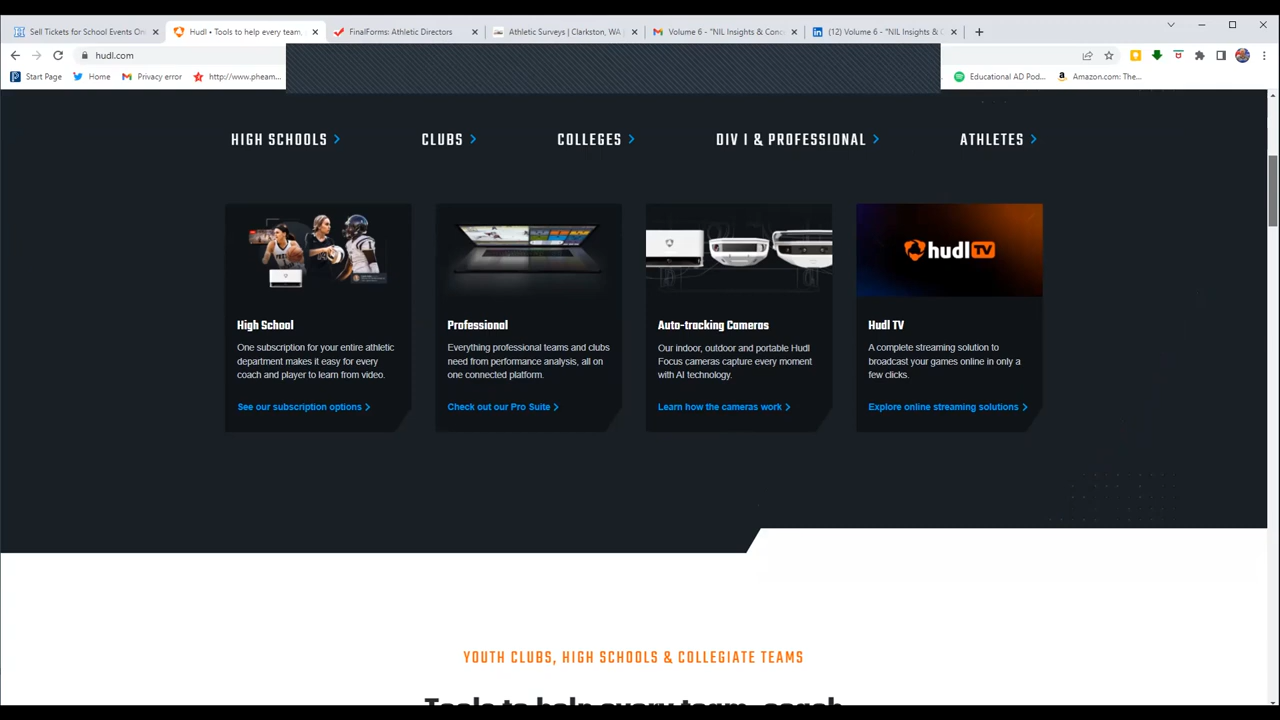 Sell Tickets for School Events On
Hudl • Tools to help every team,
FinalForms: Athletic Directors
Athletic Surveys | Clarkston, WA |
Volume 6 - "NIL Insights & Conc
(12) Volume 6 - "NIL Insights & C
hudl.com
Start Page
Home
Privacy error
http://www.pheam...
Educational AD Pod...
Amazon.com: The...
HIGH SCHOOLS
CLUBS
COLLEGES
DIV I & PROFESSIONAL
ATHLETES
hudl TV
High School
One subscription for your entire athletic
department makes it easy for every
coach and player to learn from video.
See our subscription options
Professional
Everything professional teams and clubs
need from performance analysis, all on
one connected platform.
Check out our Pro Suite
Auto-tracking Cameras
Our indoor, outdoor and portable Hudl
Focus cameras capture every moment
with AI technology.
Learn how the cameras work
Hudl TV
A complete streaming solution to
broadcast your games online in only a
few clicks.
Explore online streaming solutions
YOUTH CLUBS, HIGH SCHOOLS & COLLEGIATE TEAMS
Tools to help every team, coach